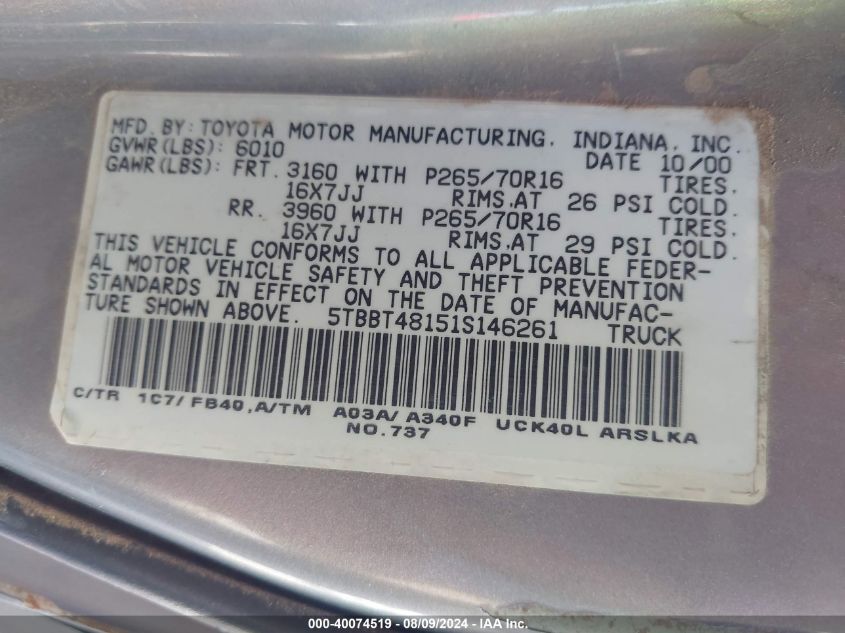 MFD. BY: TOYOTA MOTOR MANUFACTURING. INDIANA. INC.
GVWR(LBS): 6010 DATE 10/00
GAWR(LBS): FRT. 3160 WITH P265/70R16 TIRES.
16X7JJ RIMS.AT 26 PSI COLD.
RR. 3960 WITH P265/70R16 TIRES.
16X7JJ RIMS.AT 29 PSI COLD.
THIS VEHICLE CONFORMS TO ALL APPLICABLE FEDER-
AL MOTOR VEHICLE SAFETY AND THEFT PREVENTION
STANDARDS IN EFFECT ON THE DATE OF MANUFAC-
TURE SHOWN ABOVE. 5TBBT48151S146261 TRUCK
C/TR 1C7/ FB40,A/TM A03A/ A340F UCK40L ARSLKA
NO.737
000-40074519 - 08/09/2024 - IAA Inc.